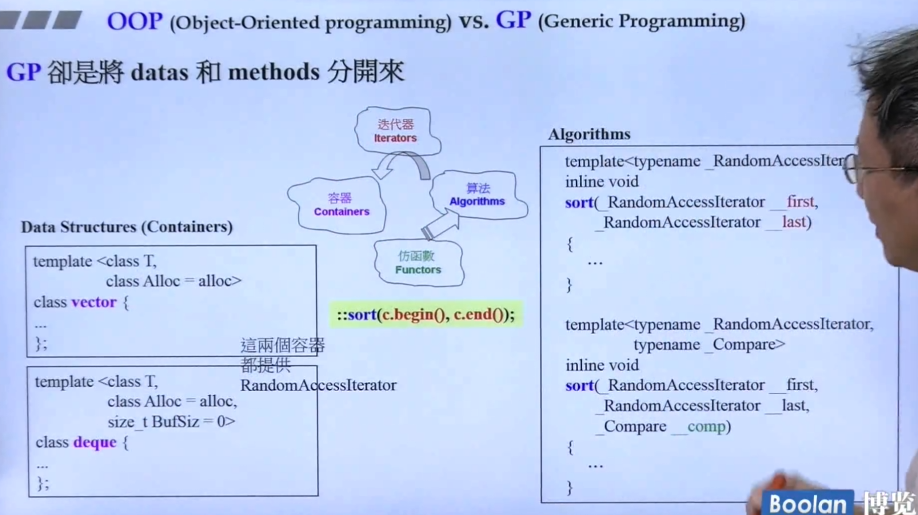 OOP (Object-Oriented programming) vs. GP (Generic Programming)
GP 卻是將 datas 和 methods 分開來
迭代器
Iterators
容器
Containers
算法
Algorithms
仿函數
Functors
::sort(c.begin(), c.end());
Data Structures (Containers)
template <class T,
class Alloc = alloc>
class vector {
...
};
template <class T,
class Alloc = alloc,
size_t BufSiz = 0>
class deque {
...
};
這兩個容器
都提供
RandomAccessIterator
Algorithms
template<typename _RandomAccessIter
inline void
sort(_RandomAccessIterator __first,
_RandomAccessIterator __last)
{
...
}
template<typename _RandomAccessIterator,
typename _Compare>
inline void
sort(_RandomAccessIterator __first,
_RandomAccessIterator __last,
_Compare __comp)
{
...
}
Boolan 博览